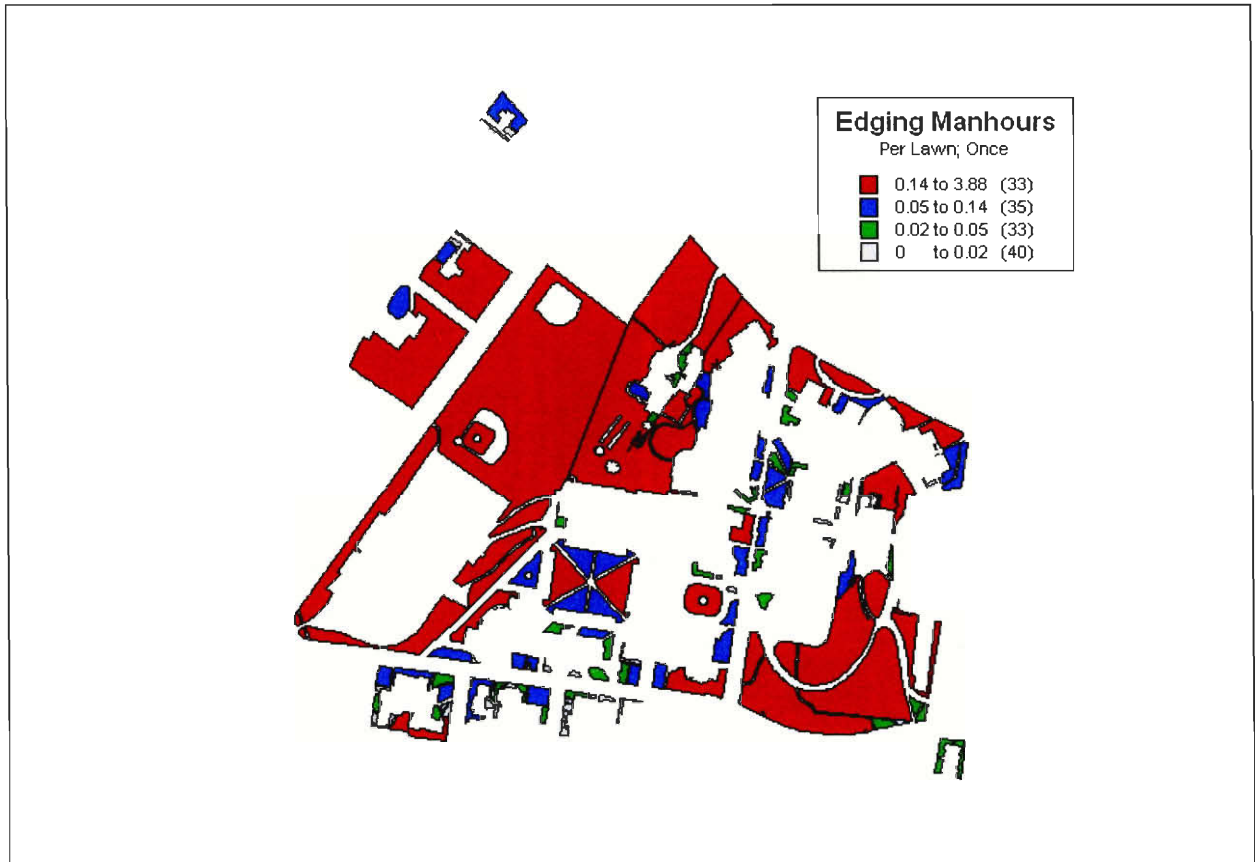 Edging Manhours
Per Lawn; Once
0.14 to 3.88 (33)
0.05 to 0.14 (35)
0.02 to 0.05 (33)
0 to 0.02 (40)